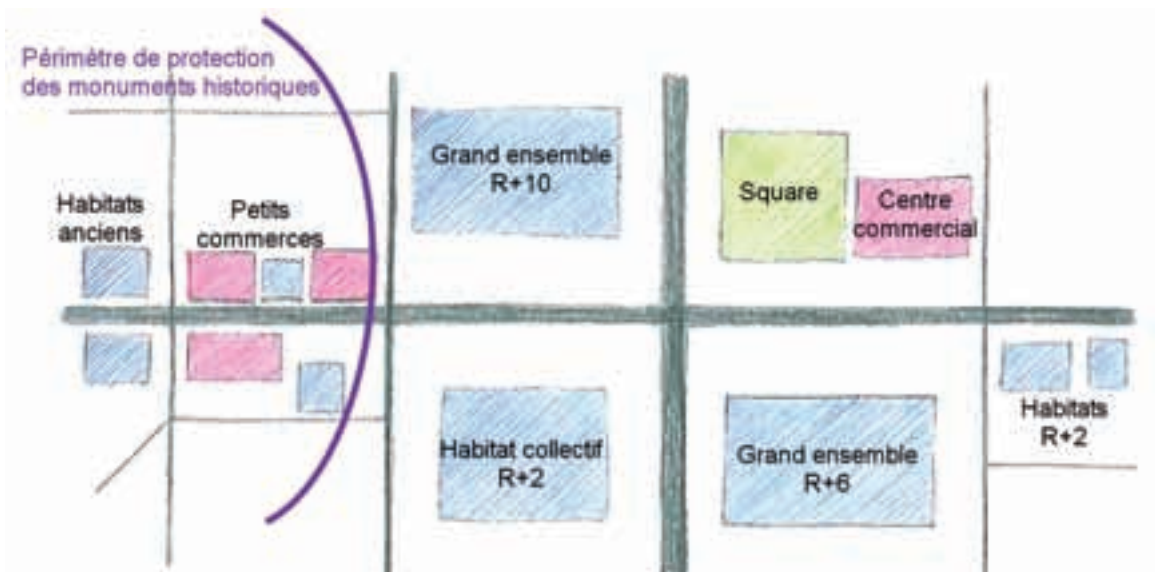 Périmètre de protection
des monuments historiques
Grand ensemble
R+10
Square
Centre
commercial
Habitats
anciens
Petits
commerces
Habitat collectif
R+2
Grand ensemble
R+6
Habitats
R+2